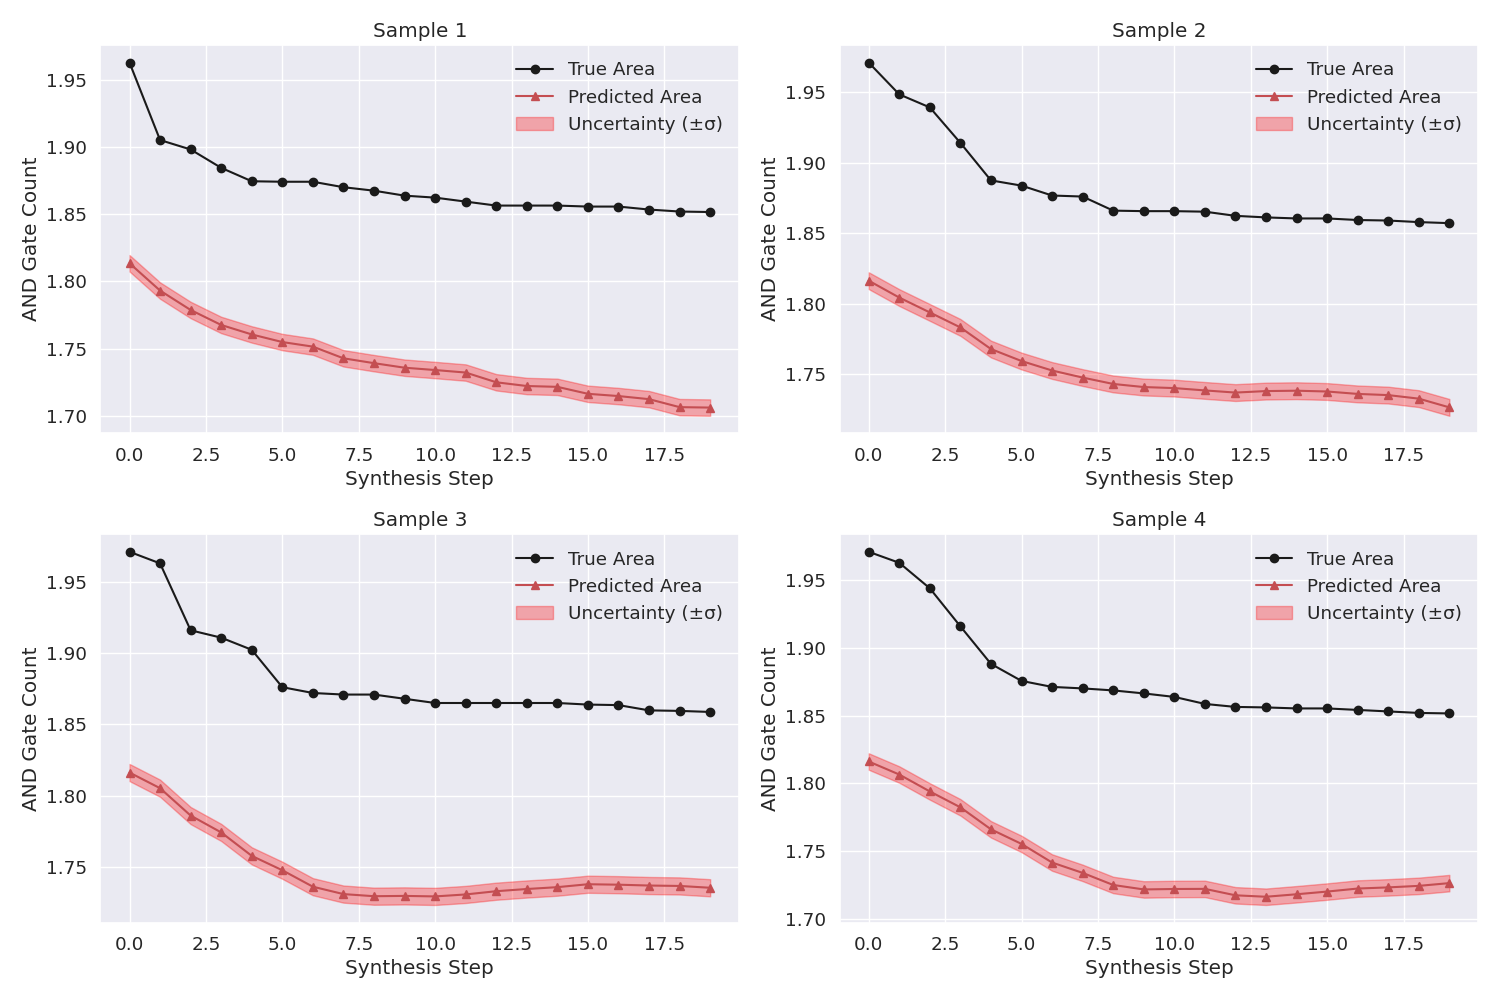 Sample 1
AND Gate Count
1.95
1.90
1.85
1.80
1.75
1.70
True Area
Predicted Area
Uncertainty (±σ)
0.0 2.5 5.0 7.5 10.0 12.5 15.0 17.5
Synthesis Step
Sample 2
AND Gate Count
1.95
1.90
1.85
1.80
1.75
True Area
Predicted Area
Uncertainty (±σ)
0.0 2.5 5.0 7.5 10.0 12.5 15.0 17.5
Synthesis Step
Sample 3
AND Gate Count
1.95
1.90
1.85
1.80
1.75
True Area
Predicted Area
Uncertainty (±σ)
0.0 2.5 5.0 7.5 10.0 12.5 15.0 17.5
Synthesis Step
Sample 4
AND Gate Count
1.95
1.90
1.85
1.80
1.75
1.70
True Area
Predicted Area
Uncertainty (±σ)
0.0 2.5 5.0 7.5 10.0 12.5 15.0 17.5
Synthesis Step